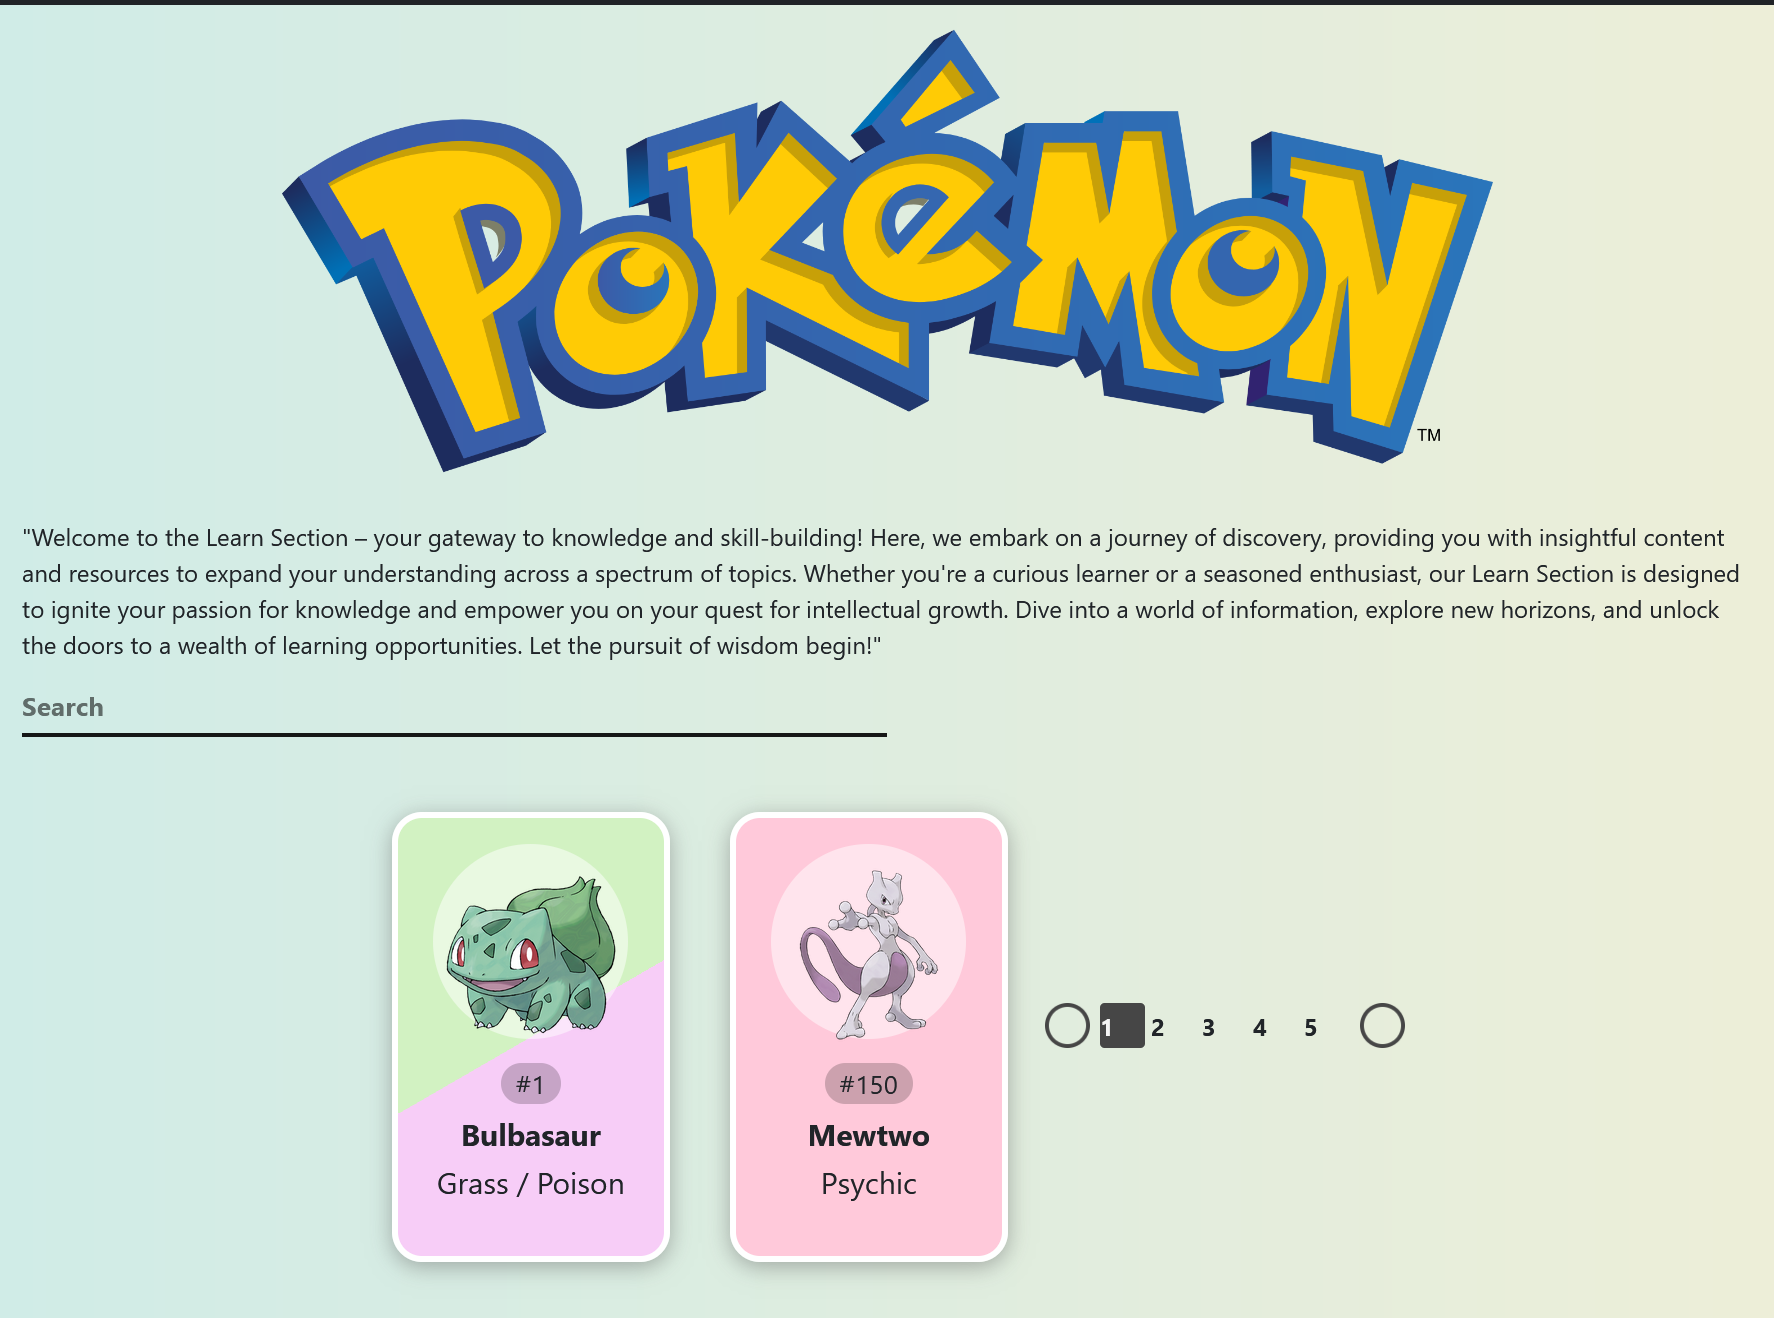 POKéMON
TM
"Welcome to the Learn Section – your gateway to knowledge and skill-building! Here, we embark on a journey of discovery, providing you with insightful content
and resources to expand your understanding across a spectrum of topics. Whether you're a curious learner or a seasoned enthusiast, our Learn Section is designed
to ignite your passion for knowledge and empower you on your quest for intellectual growth. Dive into a world of information, explore new horizons, and unlock
the doors to a wealth of learning opportunities. Let the pursuit of wisdom begin!"
Search
#1
Bulbasaur
Grass / Poison
#150
Mewtwo
Psychic
1 2 3 4 5